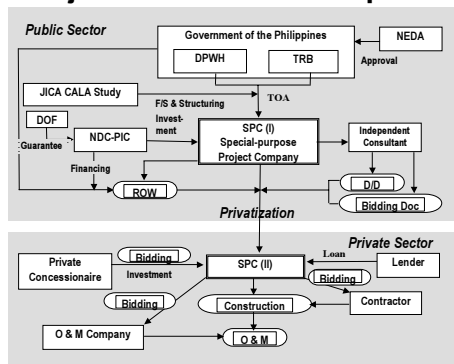 Public Sector
Government of the Philippines
NEDA
DPWH
TRB
Approval
JICA CALA Study
F/S & Structuring
TOA
DOF
Invest-
ment
Guarantee
NDC-PIC
SPC (I)
Special-purpose
Project Company
Independent
Consultant
Financing
ROW
D/D
Bidding Doc
Privatization
Private Sector
Private
Concessionaire
Bidding
Investment
SPC (II)
Loan
Lender
Bidding
Bidding
Construction
Contractor
O & M Company
O & M